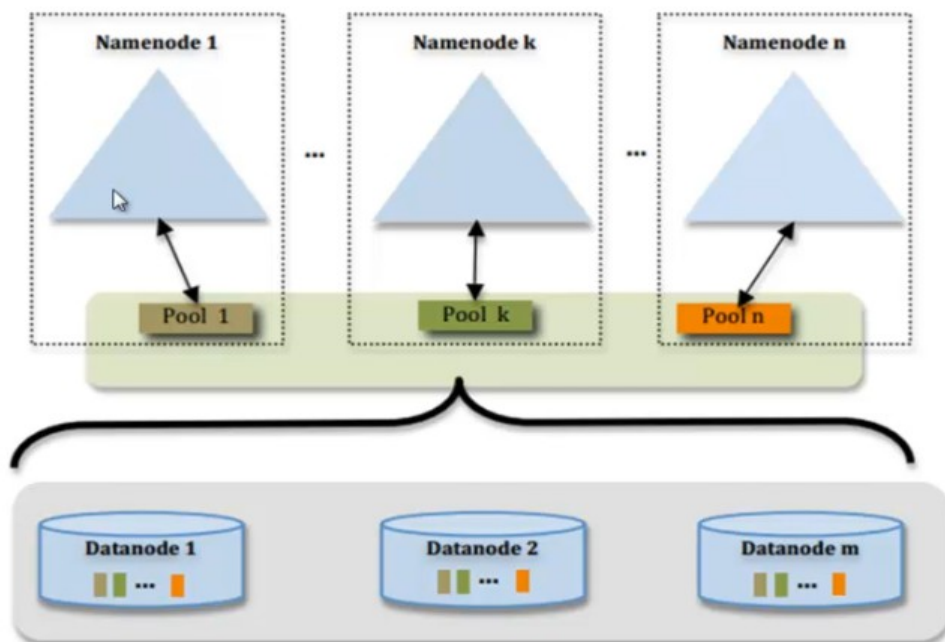 Namenode 1
Namenode k
Namenode n
...
...
Pool 1
Pool k
Pool n
Datanode 1
Datanode 2
Datanode m
...
...
...